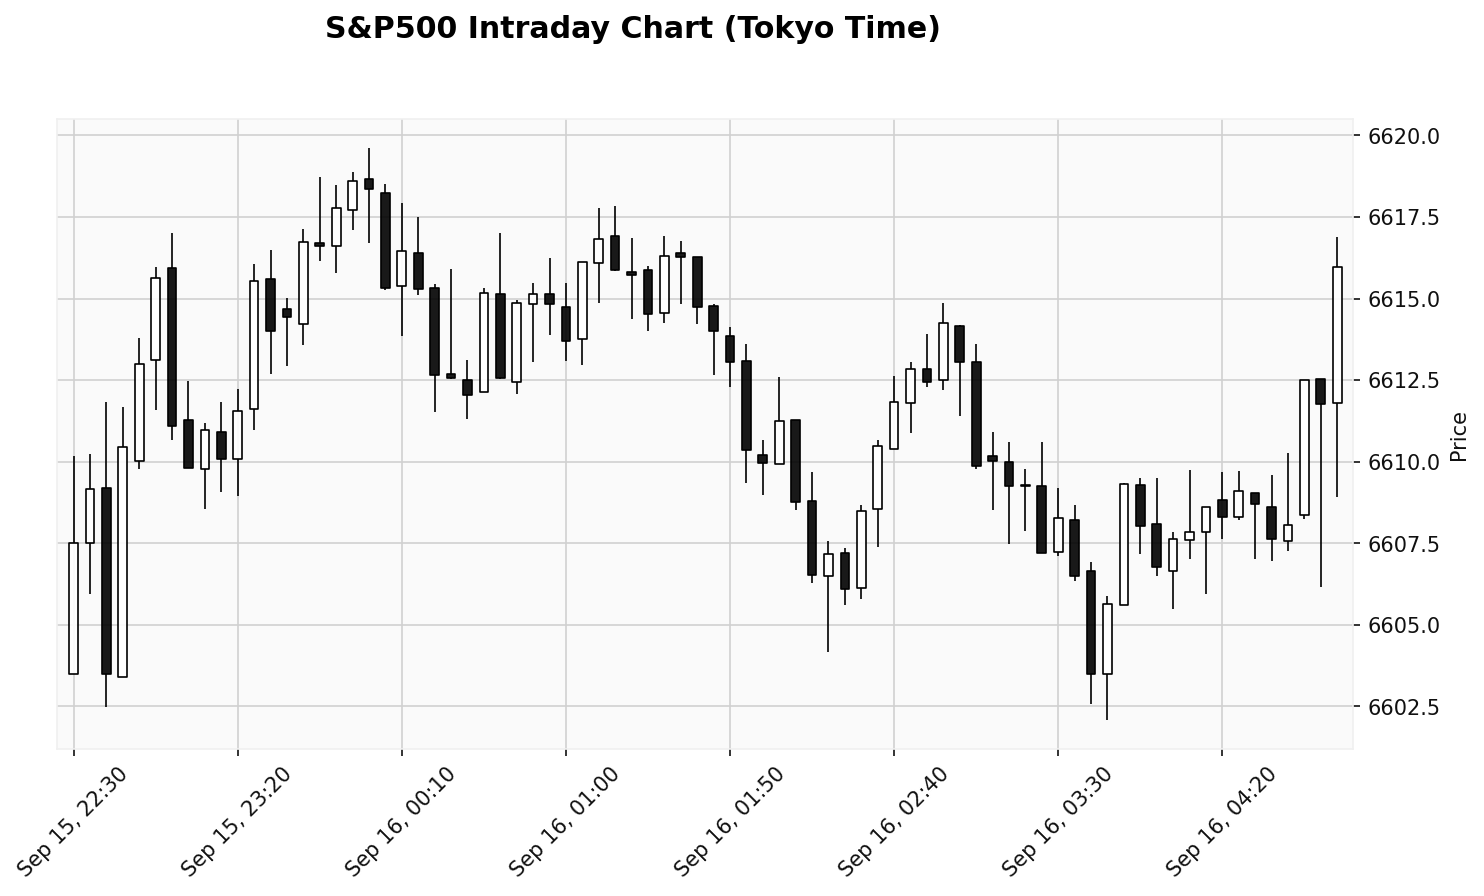 S&P500 Intraday Chart (Tokyo Time)
6620.0
6617.5
6615.0
6612.5
6610.0
6607.5
6605.0
6602.5
Price
Sep 15, 22:30
Sep 15, 23:20
Sep 16, 00:10
Sep 16, 01:00
Sep 16, 01:50
Sep 16, 02:40
Sep 16, 03:30
Sep 16, 04:20